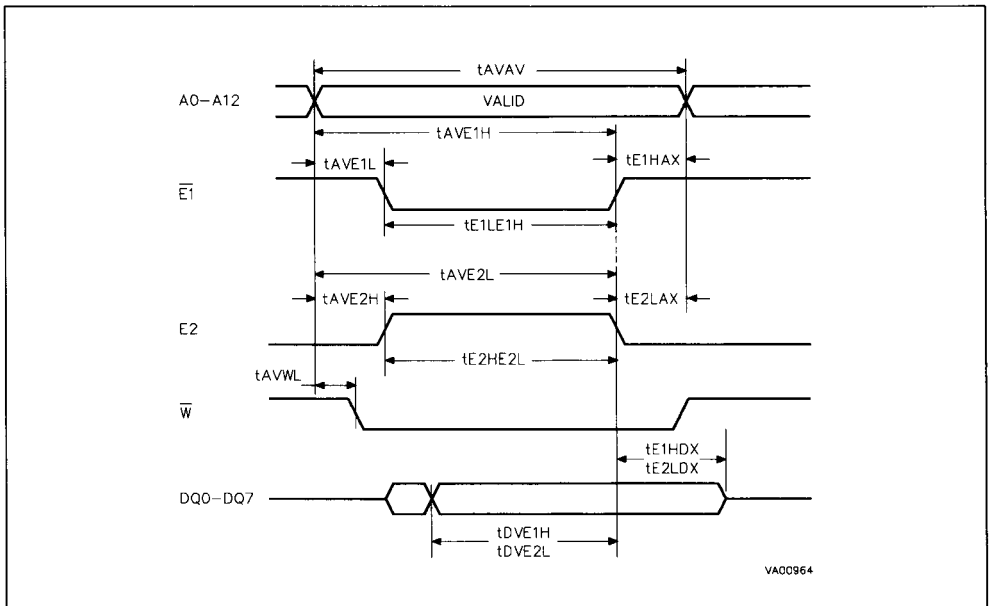 tAVAV
A0-A12
VALID
tAVE1H
tAVE1L
tE1HAX
E1
tE1LE1H
tAVE2L
tAVE2H
tE2LAX
E2
tE2HE2L
tAVWL
W
tE1HDX
tE2LDX
DQ0-DQ7
tDVE1H
tDVE2L
VA00964